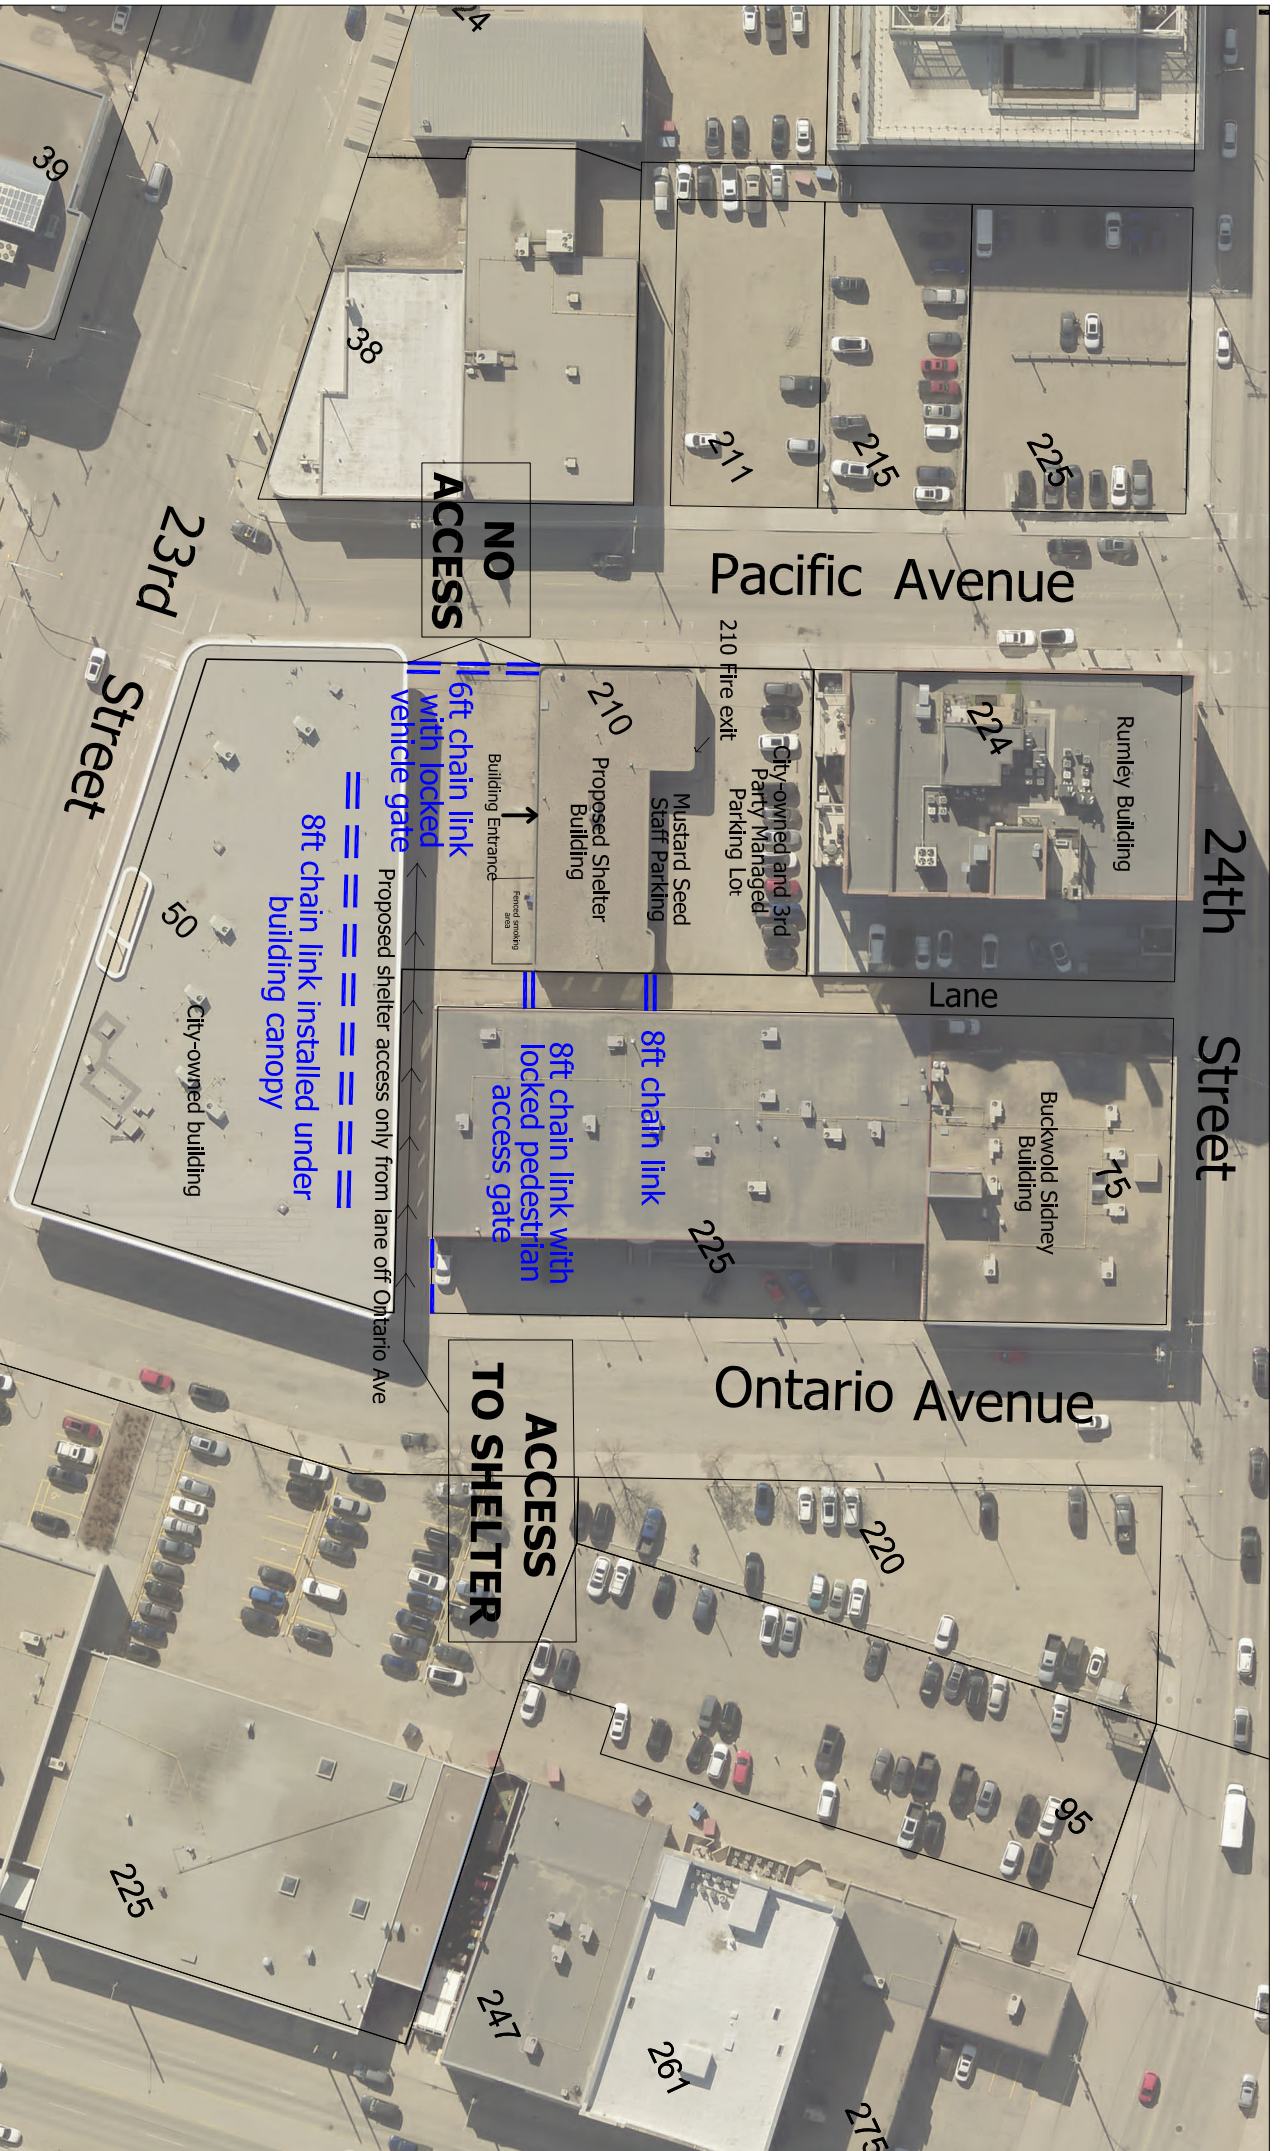 24
39
38
211
215
225
23rd
Street
NO
ACCESS
Pacific Avenue
210 Fire exit
6ft chain link
with locked
vehicle gate
Building Entrance
Fenced smoking
area
210
Proposed Shelter
Building
Mustard Seed
Staff Parking
City-owned and 3rd
Party Managed
Parking Lot
224
Rumley Building
24th
Street
50
City-owned building
8ft chain link installed under
building canopy
Proposed shelter access only from lane off Ontario Ave
Lane
8ft chain link
8ft chain link with
locked pedestrian
access gate
225
Buckwold Sidney
Building
75
Ontario Avenue
ACCESS
TO SHELTER
220
95
225
247
261
275